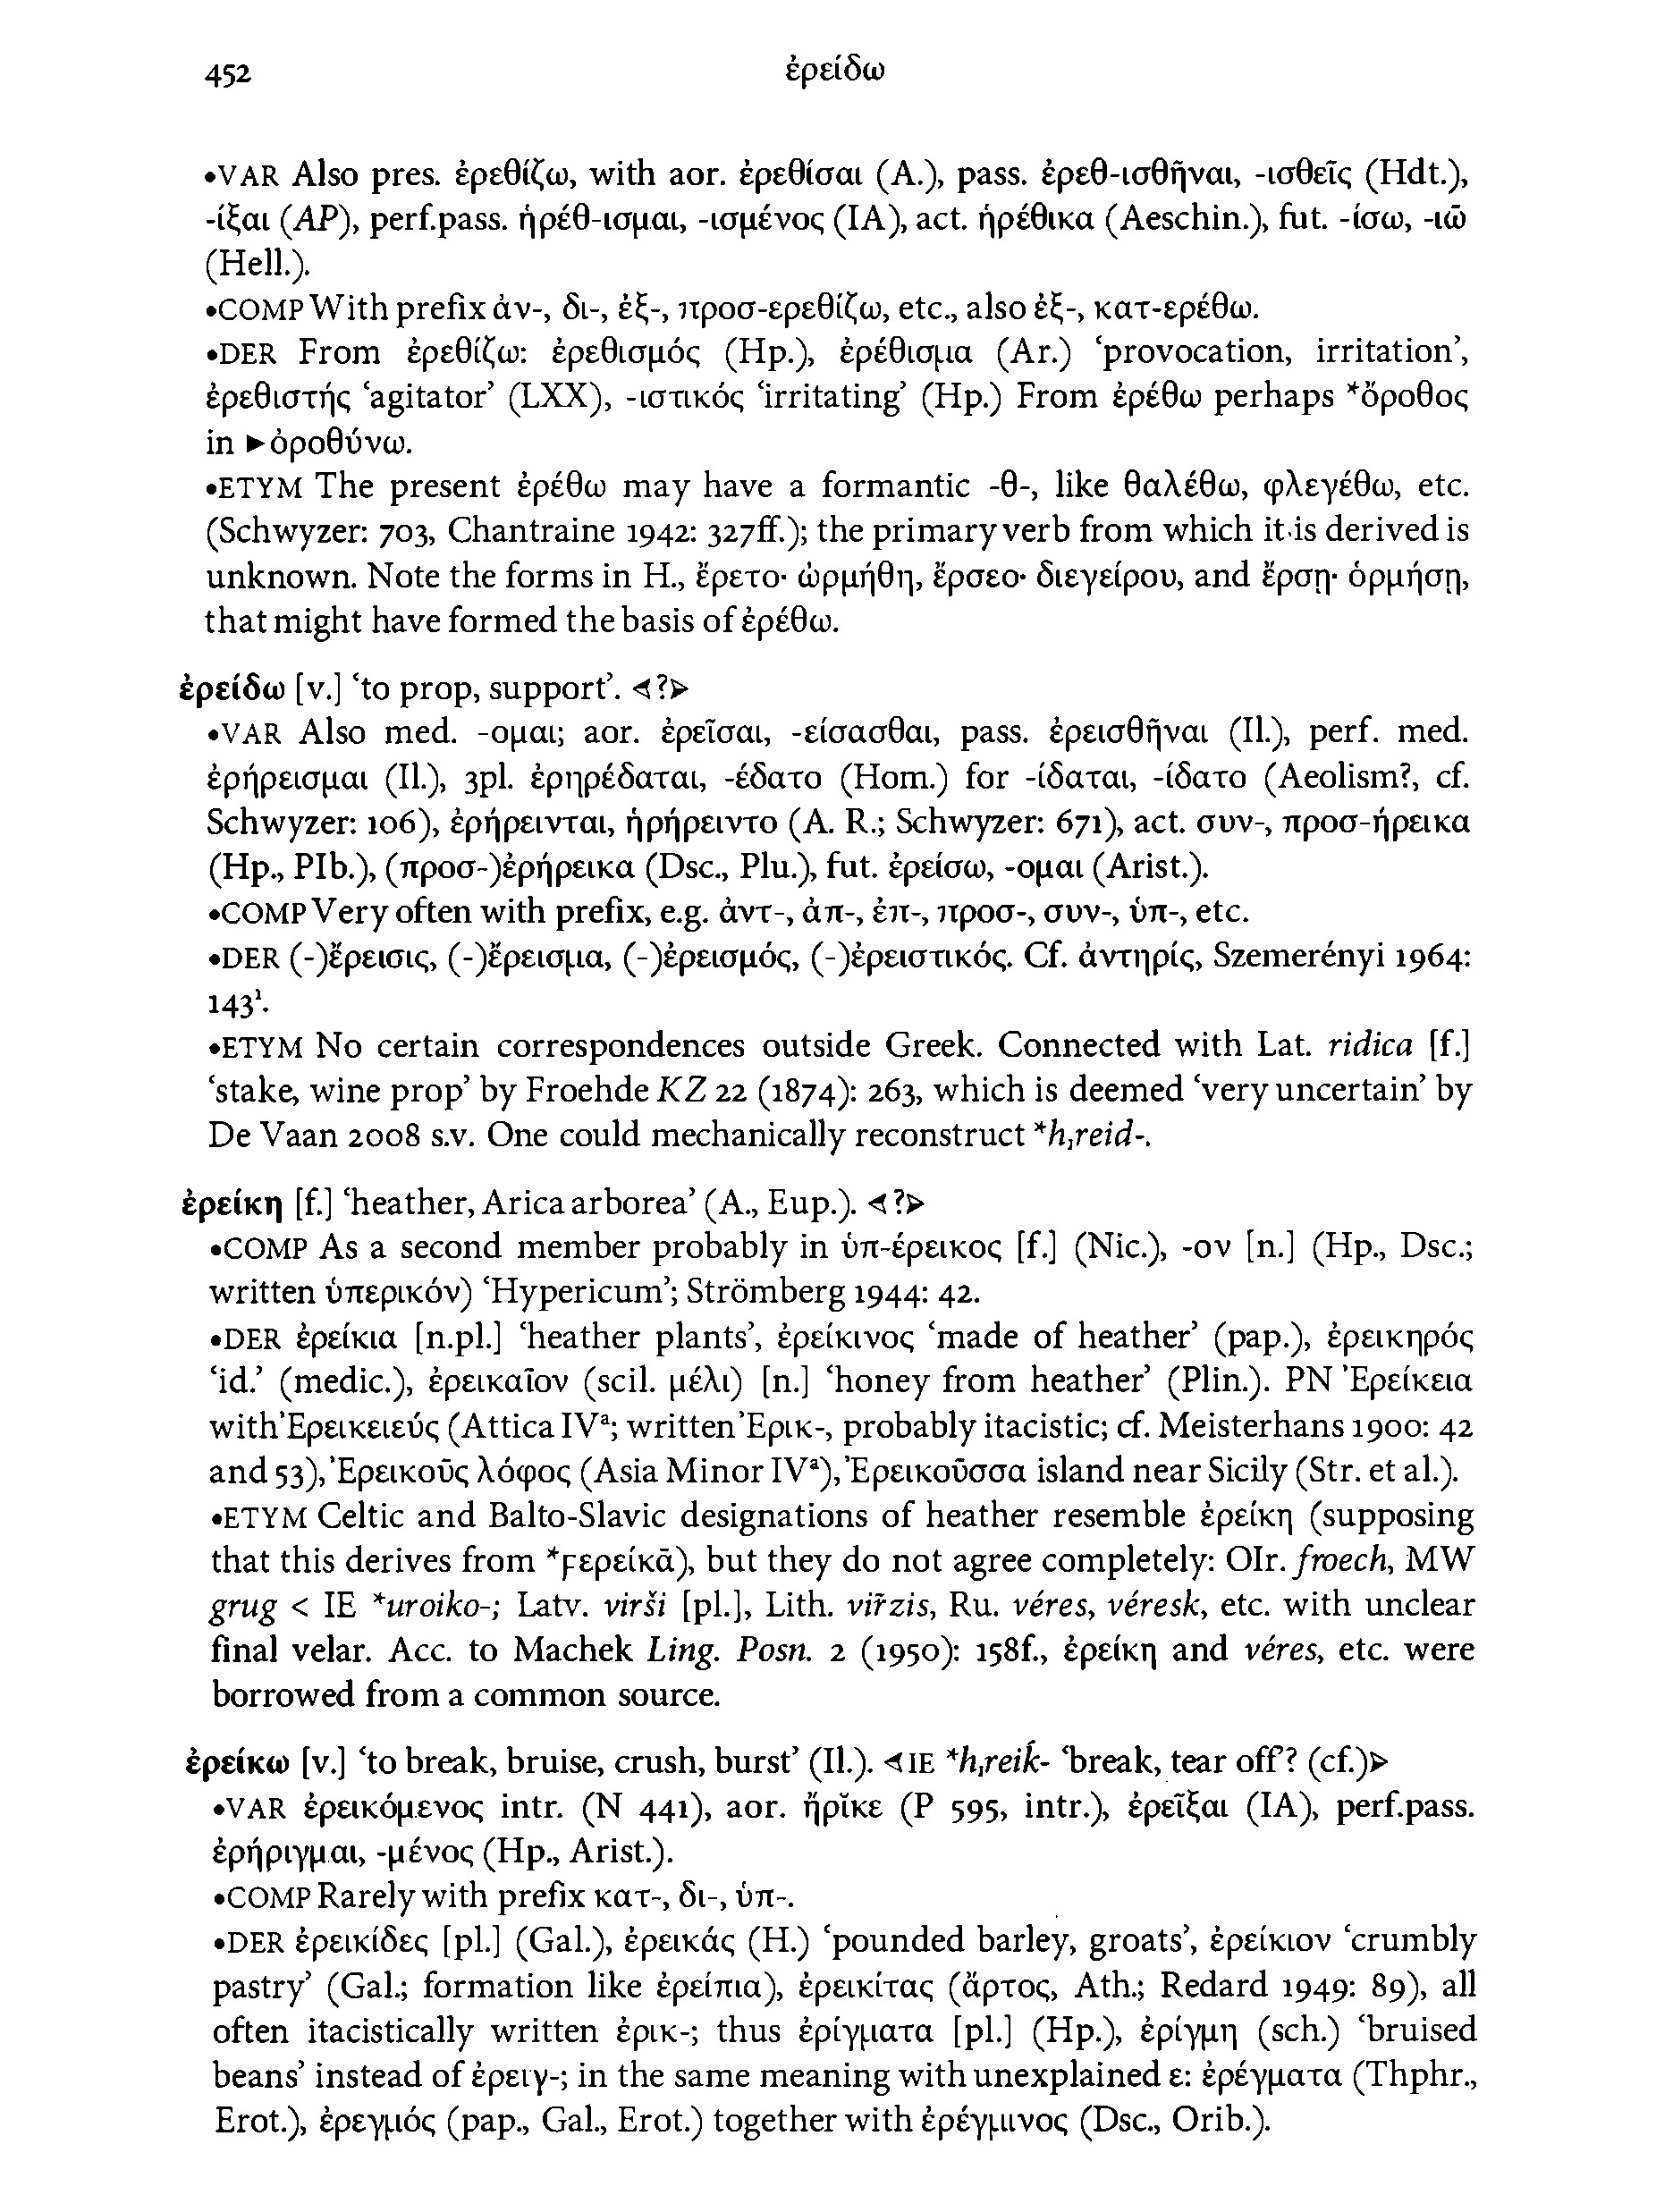 452
ἐρείδω
•VAR Also pres. ἐρεθίζω, with aor. ἐρεθίσαι (A.), pass. ἐρεθ-ισθῆναι, -ισθεῖς (Hdt.),
-ίξαι (AP), perf.pass. ἠρέθ-ισμαι, -ισμένος (IA), act. ἠρέθικα (Aeschin.), fut. -ίσω, -ιῶ
(Hell.).
•COMP With prefix ἀν-, δι-, ἐξ-, προσ-ερεθίζω, etc., also ἐξ-, κατ-ερέθω.
•DER From ἐρεθίζω: ἐρεθισμός (Hp.), ἐρέθισμα (Ar.) ‘provocation, irritation’,
ἐρεθιστής ‘agitator’ (LXX), -ιστικός ‘irritating’ (Hp.) From ἐρέθω perhaps *ὄροθος
in ►ὀροθύνω.
•ETYM The present ἐρέθω may have a formantic -θ-, like θαλέθω, φλεγέθω, etc.
(Schwyzer: 703, Chantraine 1942: 327ff.); the primary verb from which it is derived is
unknown. Note the forms in H., ἔρετο· ὡρμήθη, ἔρσεο· διεγείρου, and ἔρσῃ· ὁρμήσῃ,
that might have formed the basis of ἐρέθω.
ἐρείδω [v.] ‘to prop, support’. ◄?►
•VAR Also med. -ομαι; aor. ἐρεῖσαι, -είσασθαι, pass. ἐρεισθῆναι (Il.), perf. med.
ἐρήρεισμαι (Il.), 3pl. ἐρηρέδαται, -έδατο (Hom.) for -ίδαται, -ίδατο (Aeolism?, cf.
Schwyzer: 106), ἐρήρεινται, ἠρήρειντο (A. R.; Schwyzer: 671), act. συν-, προσ-ήρεικα
(Hp., PIb.), (προσ-)ἐρήρεικα (Dsc., Plu.), fut. ἐρείσω, -ομαι (Arist.).
•COMP Very often with prefix, e.g. ἀντ-, ἀπ-, ἐπ-, προσ-, συν-, ὑπ-, etc.
•DER (-)ἔρεισις, (-)ἔρεισμα, (-)ἐρεισμός, (-)ἐρειστικός. Cf. ἀντηρίς, Szemerényi 1964:
143¹.
•ETYM No certain correspondences outside Greek. Connected with Lat. ridica [f.]
‘stake, wine prop’ by Froehde KZ 22 (1874): 263, which is deemed ‘very uncertain’ by
De Vaan 2008 s.v. One could mechanically reconstruct *h₁reid-.
ἐρείκη [f.] ‘heather, Arica arborea’ (A., Eup.). ◄?►
•COMP As a second member probably in ὑπ-έρεικος [f.] (Nic.), -ον [n.] (Hp., Dsc.;
written ὑπερικόν) ‘Hypericum’; Strömberg 1944: 42.
•DER ἐρείκια [n.pl.] ‘heather plants’, ἐρείκινος ‘made of heather’ (pap.), ἐρεικηρός
‘id.’ (medic.), ἐρεικαῖον (scil. μέλι) [n.] ‘honey from heather’ (Plin.). PN Ἐρείκεια
with Ἐρεικειεύς (Attica IVᵃ; written Ἐρικ-, probably itacistic; cf. Meisterhans 1900: 42
and 53), Ἐρεικοῦς λόφος (Asia Minor IVᵃ), Ἐρεικοῦσσα island near Sicily (Str. et al.).
•ETYM Celtic and Balto-Slavic designations of heather resemble ἐρείκη (supposing
that this derives from *ϝερείκᾱ), but they do not agree completely: OIr. froech, MW
grug < IE *uroiko-; Latv. virši [pl.], Lith. vir̃zis, Ru. véres, véresk, etc. with unclear
final velar. Acc. to Machek Ling. Posn. 2 (1950): 158f., ἐρείκη and véres, etc. were
borrowed from a common source.
ἐρείκω [v.] ‘to break, bruise, crush, burst’ (Il.). ◄IE *h₁reiḱ- ‘break, tear off’? (cf.)►
•VAR ἐρεικόμενος intr. (N 441), aor. ἤρῐκε (P 595, intr.), ἐρεῖξαι (IA), perf.pass.
ἐρήριγμαι, -μένος (Hp., Arist.).
•COMP Rarely with prefix κατ-, δι-, ὑπ-.
•DER ἐρεικίδες [pl.] (Gal.), ἐρεικάς (H.) ‘pounded barley, groats’, ἐρείκιον ‘crumbly
pastry’ (Gal.; formation like ἐρείπια), ἐρεικίτας (ἄρτος, Ath.; Redard 1949: 89), all
often itacistically written ἐρικ-; thus ἐρίγματα [pl.] (Hp.), ἐρίγμη (sch.) ‘bruised
beans’ instead of ἐρειγ-; in the same meaning with unexplained ε: ἐρέγματα (Thphr.,
Erot.), ἐρεγμός (pap., Gal., Erot.) together with ἐρέγμινος (Dsc., Orib.).